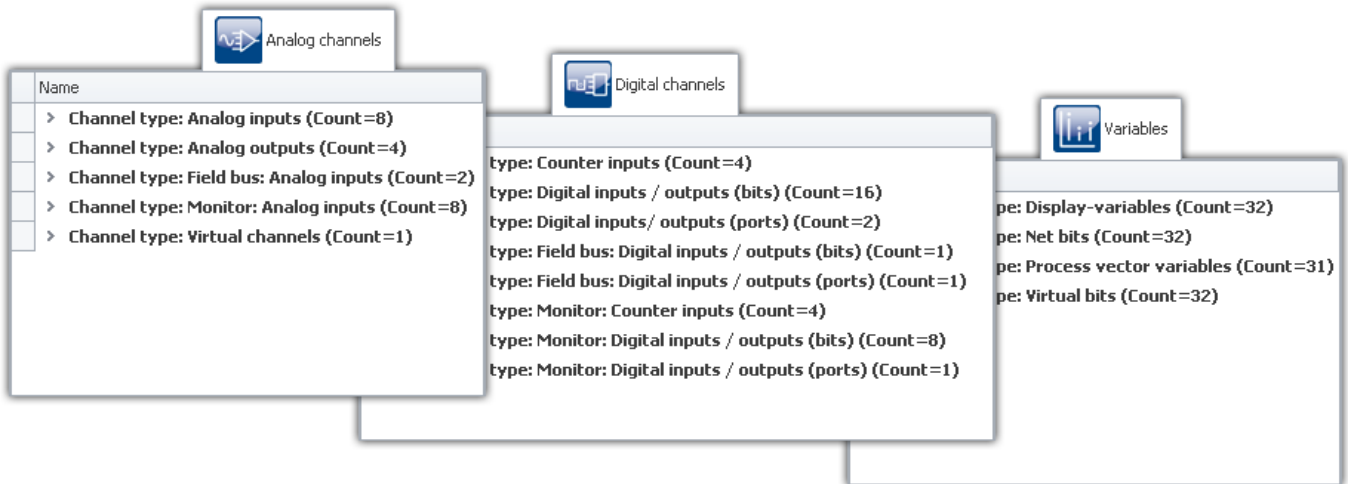 Analog channels
Name
Channel type: Analog inputs (Count=8)
Channel type: Analog outputs (Count=4)
Channel type: Field bus: Analog inputs (Count=2)
Channel type: Monitor: Analog inputs (Count=8)
Channel type: Virtual channels (Count=1)
Digital channels
type: Counter inputs (Count=4)
type: Digital inputs / outputs (bits) (Count=16)
type: Digital inputs/ outputs (ports) (Count=2)
type: Field bus: Digital inputs / outputs (bits) (Count=1)
type: Field bus: Digital inputs / outputs (ports) (Count=1)
type: Monitor: Counter inputs (Count=4)
type: Monitor: Digital inputs / outputs (bits) (Count=8)
type: Monitor: Digital inputs / outputs (ports) (Count=1)
Variables
pe: Display-variables (Count=32)
pe: Net bits (Count=32)
pe: Process vector variables (Count=31)
pe: Virtual bits (Count=32)